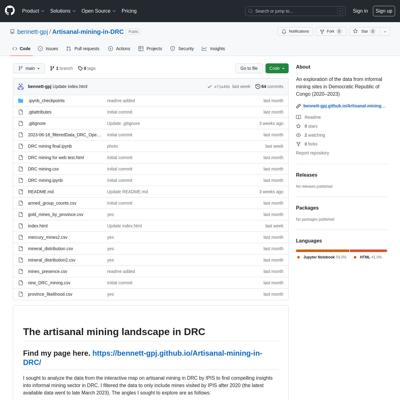 Product
Solutions
Open Source
Pricing
Search or jump to...
Sign in
Sign up
bennett-gpj / Artisanal-mining-in-DRC
Public
Notifications
Fork 0
Star 0
Code
Issues
Pull requests
Actions
Projects
Security
Insights
main
1 branch
0 tags
Go to file
Code
About
bennett-gpj Update index.html
last week
64 commits
An exploration of the data from informal
mining sites in Democratic Republic of
Congo (2020–2023)
bennett-gpj.github.io/Artisanal-mining...
Readme
0 stars
2 watching
0 forks
Report repository
.ipynb_checkpoints readme added last month
.gitattributes Initial commit last month
.gitignore Update .gitignore 3 weeks ago
initial commit last month
DRC mining final.ipynb photo last week
DRC mining for web test.html initial commit last month
DRC mining.csv initial commit last month
DRC mining.ipynb initial commit last month
README.md Update README.md 3 weeks ago
armed_group_counts.csv initial commit last month
gold_mines_by_province.csv yes last month
index.html Update index.html last week
mercury_mines2.csv yes last month
mineral_distribution.csv yes last month
mineral_distribution2.csv yes last month
mines_presence.csv readme added last month
new_DRC_mining.csv initial commit last month
province_likelihood.csv yes last month
Releases
No releases published
Packages
No packages published
Languages
Jupyter Notebook
HTML
The artisanal mining landscape in DRC
Find my page here. https://bennett-gpj.github.io/Artisanal-mining-in-
DRC/
I sought to analyze the data from the interactive map on artisanal mining in DRC by IPIS to find compelling insights
into informal mining sector in DRC. I filtered the data to only include mines visited by IPIS after 2020 (the latest
available data went to late March 2023). The angles I sought to explore are as follows: